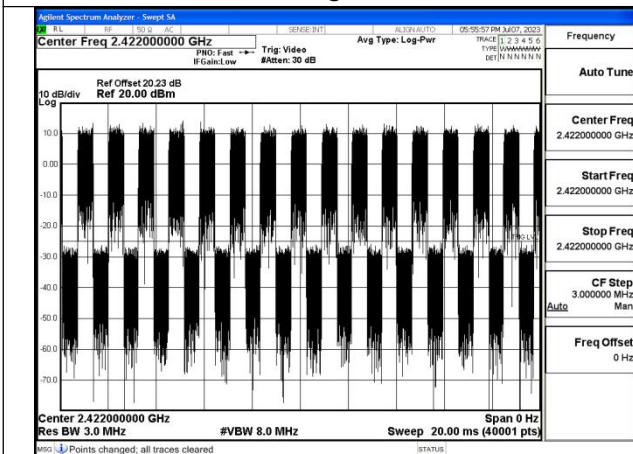 Agilent Spectrum Analyzer - Swept SA
RL RF 50 Ω AC SENSE:INT ALIGN AUTO 05:55:57 PM Jul 07, 2023
Center Freq 2.422000000 GHz
PNO: Fast
IFGain:Low
Trig: Video
#Atten: 30 dB
Avg Type: Log-Pwr
TRACE 1 2 3 4 5 6
TYPE
DET N N N N N N
Ref Offset 20.23 dB
10 dB/div Ref 20.00 dBm
Log
10.0
0.00
-10.0
-20.0
-30.0
-40.0
-50.0
-60.0
-70.0
Center 2.422000000 GHz Span 0 Hz
Res BW 3.0 MHz #VBW 8.0 MHz Sweep 20.00 ms (40001 pts)
MSG Points changed; all traces cleared STATUS
Frequency
Auto Tune
Center Freq
2.422000000 GHz
Start Freq
2.422000000 GHz
Stop Freq
2.422000000 GHz
CF Step
3.000000 MHz
Auto Man
Freq Offset
0 Hz